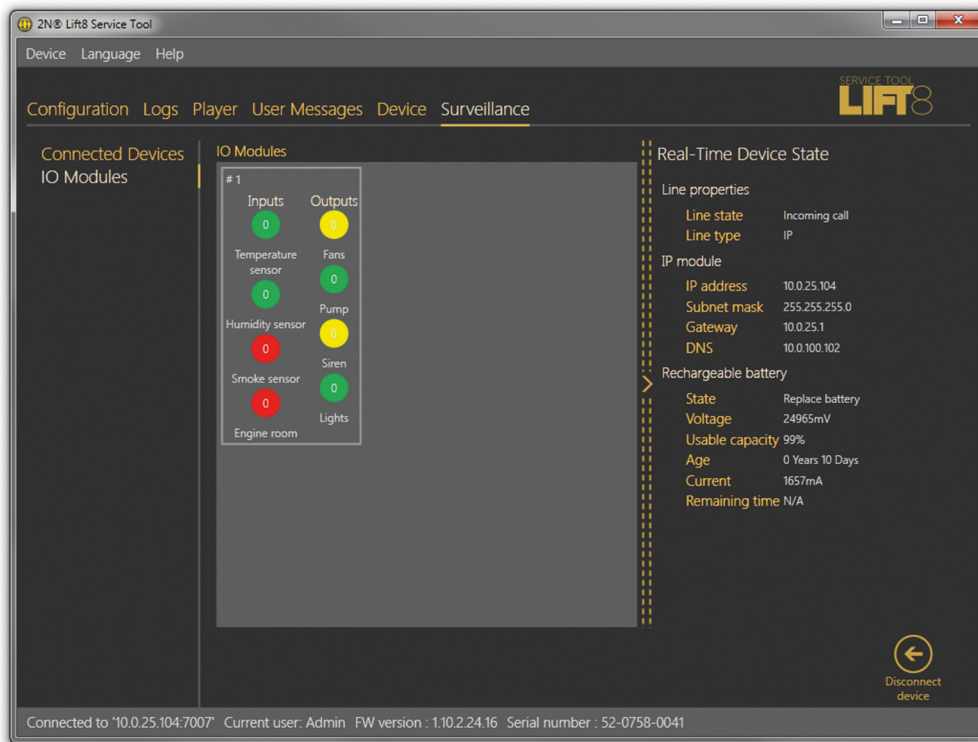 2N® Lift8 Service Tool
Device Language Help
SERVICE TOOL
LIFT8
Configuration Logs Player User Messages Device Surveillance
Connected Devices
IO Modules
IO Modules
# 1
Inputs Outputs
0 0
Temperature sensor
Fans
0 0
Humidity sensor
Pump
0 0
Smoke sensor
Siren
0 0
Engine room
Lights
Real-Time Device State
Line properties
Line state Incoming call
Line type IP
IP module
IP address 10.0.25.104
Subnet mask 255.255.255.0
Gateway 10.0.25.1
DNS 10.0.100.102
Rechargeable battery
State Replace battery
Voltage 24965mV
Usable capacity 99%
Age 0 Years 10 Days
Current 1657mA
Remaining time N/A
Disconnect
device
Connected to '10.0.25.104:7007' Current user: Admin FW version : 1.10.2.24.16 Serial number : 52-0758-0041